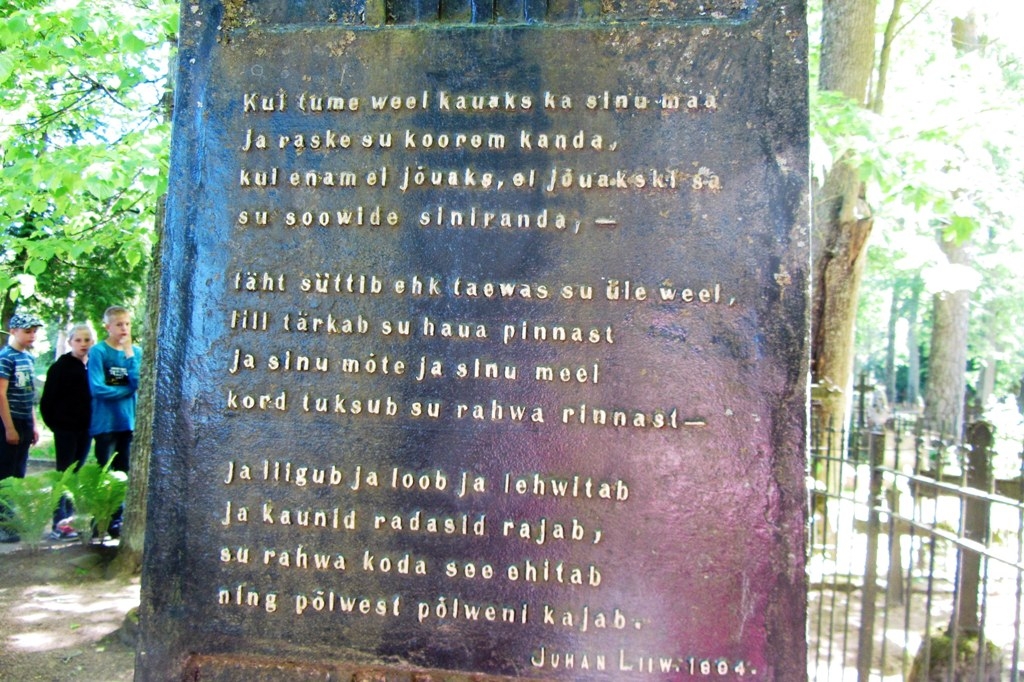 Kui tume weel kauaks ka sinu maa
ja raske su koorem kanda,
kui enam ei jõuaks, ei jõuakski sa
su soowide siniranda, —
täht süttib ehk taewas su üle weel,
lill tärkab su haua pinnast
ja sinu mõte ja sinu meel
kord tuksub su rahwa rinnast —
ja liigub ja loob ja lehwitab
ja kaunid radasid rajab,
su rahwa koda see ehitab
ning põlwest põlweni kajab.
JUHAN LIIW. 1904.